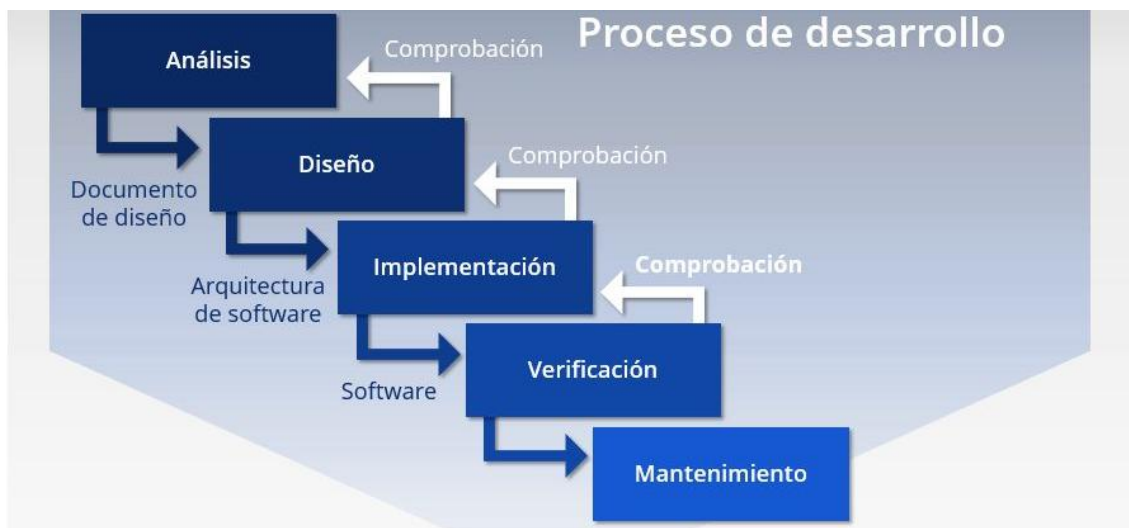 Proceso de desarrollo
Análisis
Comprobación
Diseño
Comprobación
Documento
de diseño
Implementación
Comprobación
Arquitectura
de software
Verificación
Software
Mantenimiento